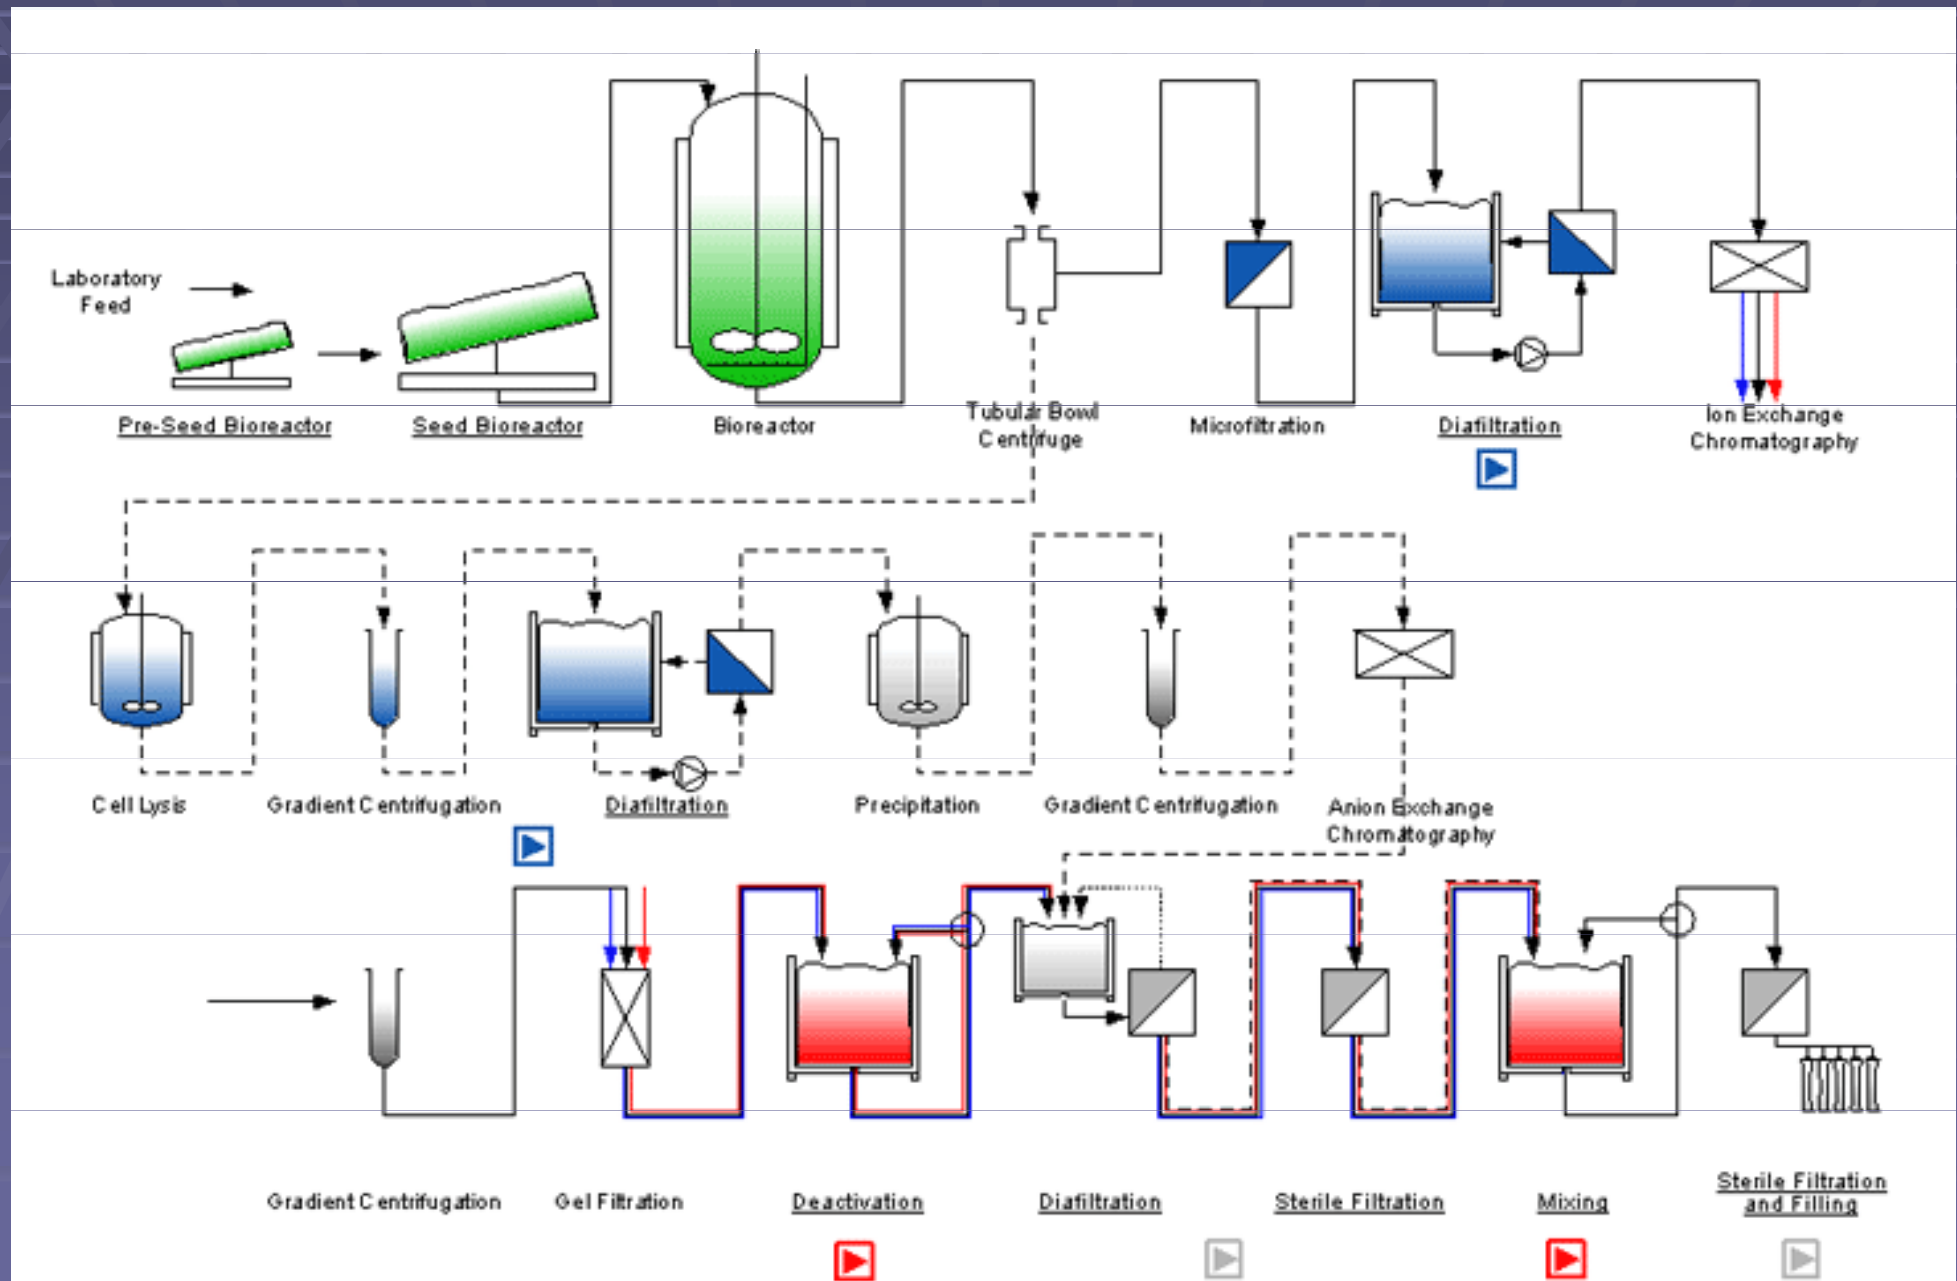 Laboratory
Feed
Pre-Seed Bioreactor
Seed Bioreactor
Bioreactor
Tubular Bowl
Centrifuge
Microfiltration
Diafiltration
Ion Exchange
Chromatography
Cell Lysis
Gradient Centrifugation
Diafiltration
Precipitation
Gradient Centrifugation
Anion Exchange
Chromatography
Gradient Centrifugation
Gel Filtration
Deactivation
Diafiltration
Sterile Filtration
Mixing
Sterile Filtration
and Filling